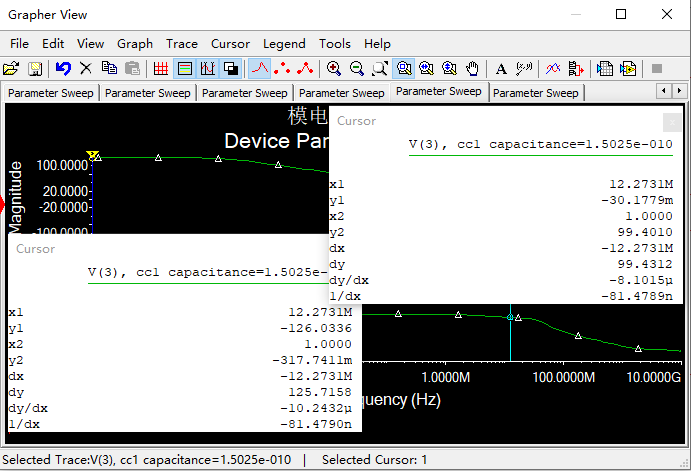 Grapher View
File Edit View Graph Trace Cursor Legend Tools Help
Parameter Sweep Parameter Sweep Parameter Sweep Parameter Sweep Parameter Sweep Parameter Sweep
模电
Device Par
Magnitude
100.0000
20.0000
-20.0000
-100.0000
Cursor
V(3), cc1 capacitance=1.5025e-010
x1 12.2731M
y1 -30.1779m
x2 1.0000
y2 99.4010
dx -12.2731M
dy 99.4312
dy/dx -8.1015µ
1/dx -81.4789n
Cursor
V(3), cc1 capacitance=1.5025e-
x1 12.2731M
y1 -126.0336
x2 1.0000
y2 -317.7411m
dx -12.2731M
dy 125.7158
dy/dx -10.2432µ
1/dx -81.4790n
1.0000M 100.0000M 10.0000G
quency (Hz)
Selected Trace:V(3), cc1 capacitance=1.5025e-010 | Selected Cursor: 1